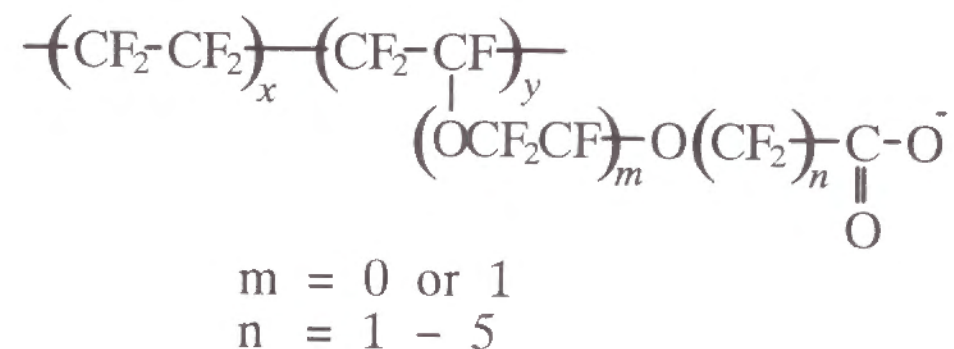 -(CF₂-CF₂)ₓ-(CF₂-CF)ᵧ-
(OCF₂CF)ₘ-O(CF₂)ₙ-C-O⁻
O
m = 0 or 1
n = 1 – 5